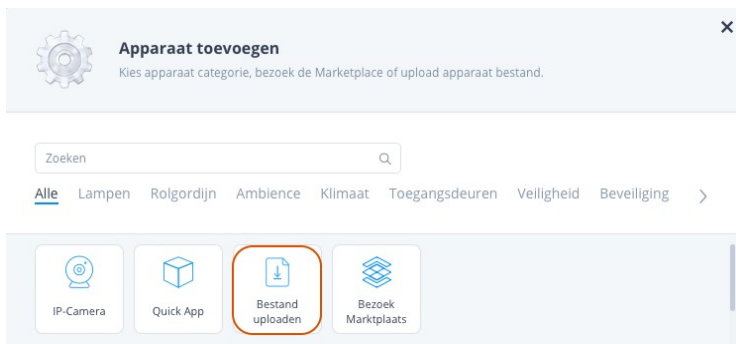 Apparaat toevoegen
Kies apparaat categorie, bezoek de Marketplace of upload apparaat bestand.
Zoeken
Alle Lampen Rolgordijn Ambience Klimaat Toegangsdeuren Veiligheid Beveiliging
IP-Camera
Quick App
Bestand
uploaden
Bezoek
Marktplaats